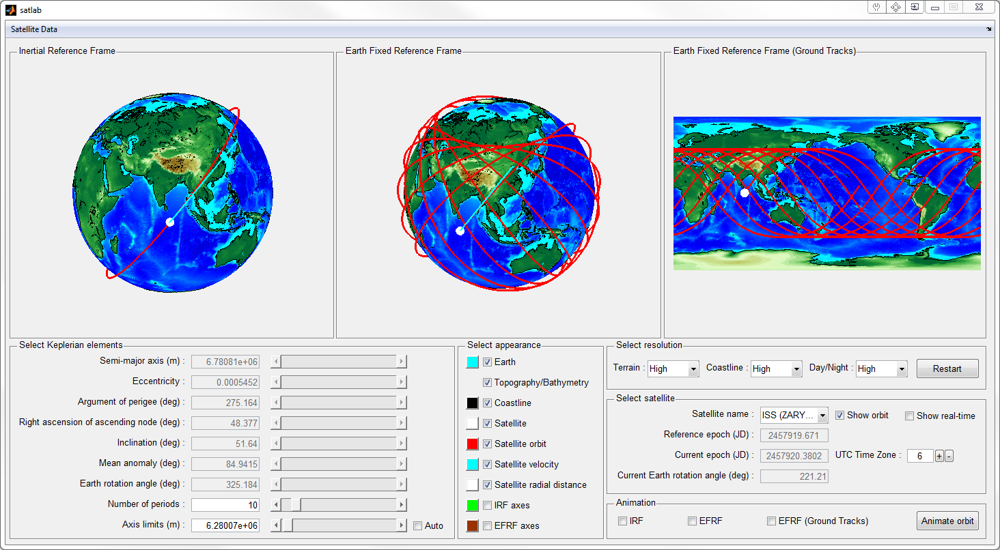 satlab
Satellite Data
Inertial Reference Frame
Earth Fixed Reference Frame
Earth Fixed Reference Frame (Ground Tracks)
Select Keplerian elements
Semi-major axis (m) : 6.78081e+06
Eccentricity : 0.0005452
Argument of perigee (deg) : 275.164
Right ascension of ascending node (deg) : 48.377
Inclination (deg) : 51.64
Mean anomaly (deg) : 84.9415
Earth rotation angle (deg) : 325.184
Number of periods : 10
Axis limits (m) : 6.28007e+06 Auto
Select appearance
Earth
Topography/Bathymetry
Coastline
Satellite
Satellite orbit
Satellite velocity
Satellite radial distance
IRF axes
EFRF axes
Select resolution
Terrain : High Coastline : High Day/Night : High Restart
Select satellite
Satellite name : ISS (ZARY... Show orbit Show real-time
Reference epoch (JD) : 2457919.671
Current epoch (JD) : 2457920.3802 UTC Time Zone : 6 + -
Current Earth rotation angle (deg) : 221.21
Animation
IRF EFRF EFRF (Ground Tracks) Animate orbit